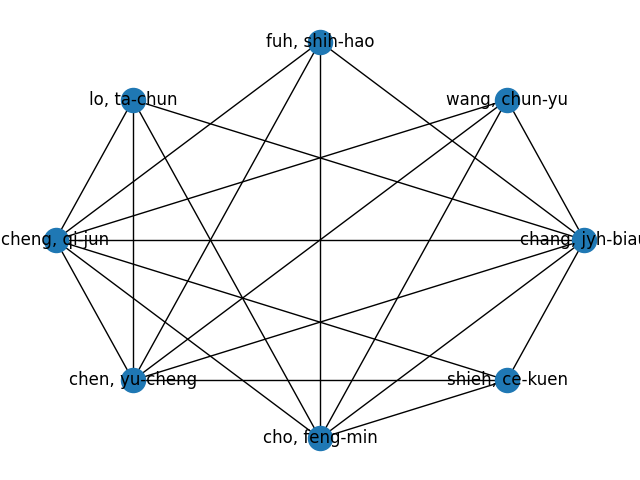 fuh, shih-hao
lo, ta-chun
wang, chun-yu
cheng, qi-jun
chang, jyh-biau
chen, yu-cheng
shieh, ce-kuen
cho, feng-min